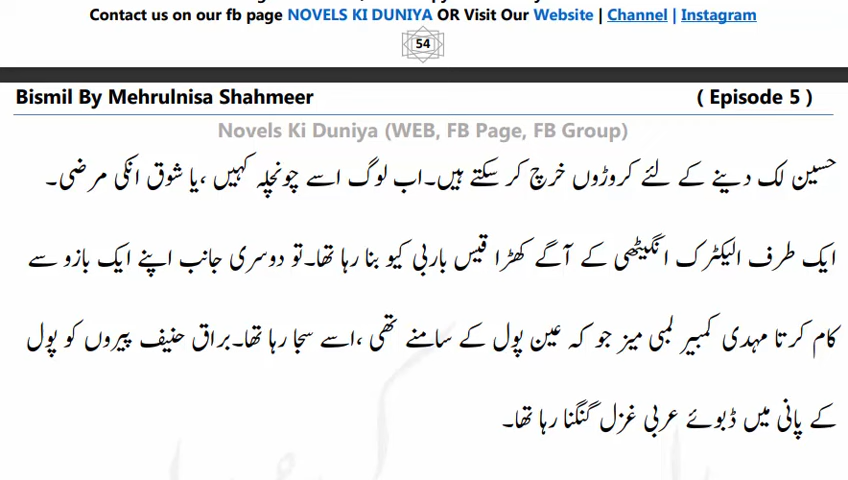 Contact us on our fb page NOVELS KI DUNIYA OR Visit Our Website | Channel | Instagram
54
Bismil By Mehrulnisa Shahmeer ( Episode 5 )
Novels Ki Duniya (WEB, FB Page, FB Group)
حسین لک دینے کے لئے کروڑوں خرچ کر سکتے ہیں۔اب لوگ اسے چونچلہ کہیں ،یا شوق انکی مرضی۔
ایک طرف الیکٹرک انگیٹھی کے آگے کھڑا قیس باربی کیو بنا رہا تھا۔تو دوسری جانب اپنے ایک بازو سے
کام کرتا مہدی کمبیر لمبی میز جو کہ عین پول کے سامنے تھی ،اسے سجا رہا تھا۔براق حنیف پیروں کو پول
کے پانی میں ڈبوئے عربی غزل گنگنا رہا تھا۔